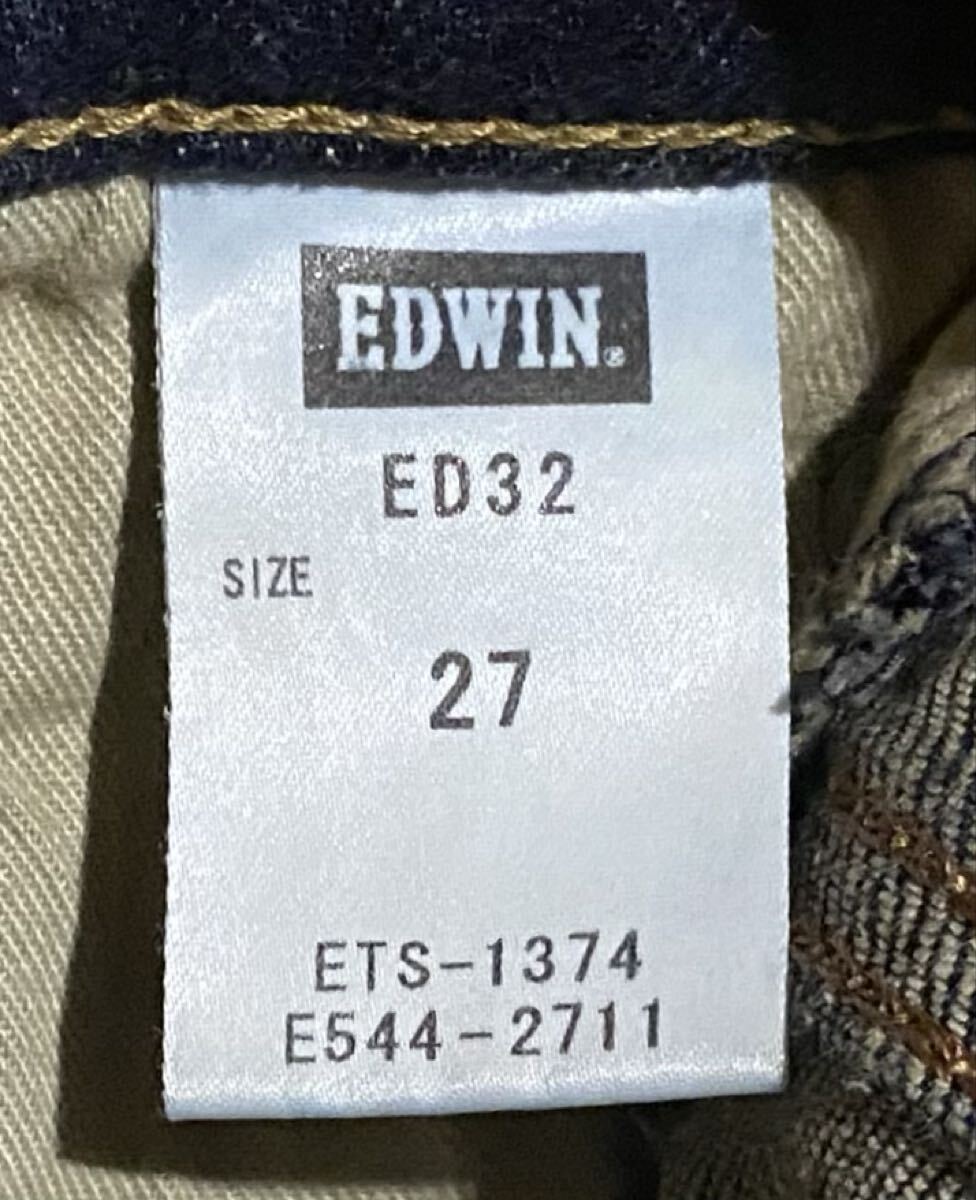 EDWIN®
ED32
SIZE
27
ETS-1374
E544-2711